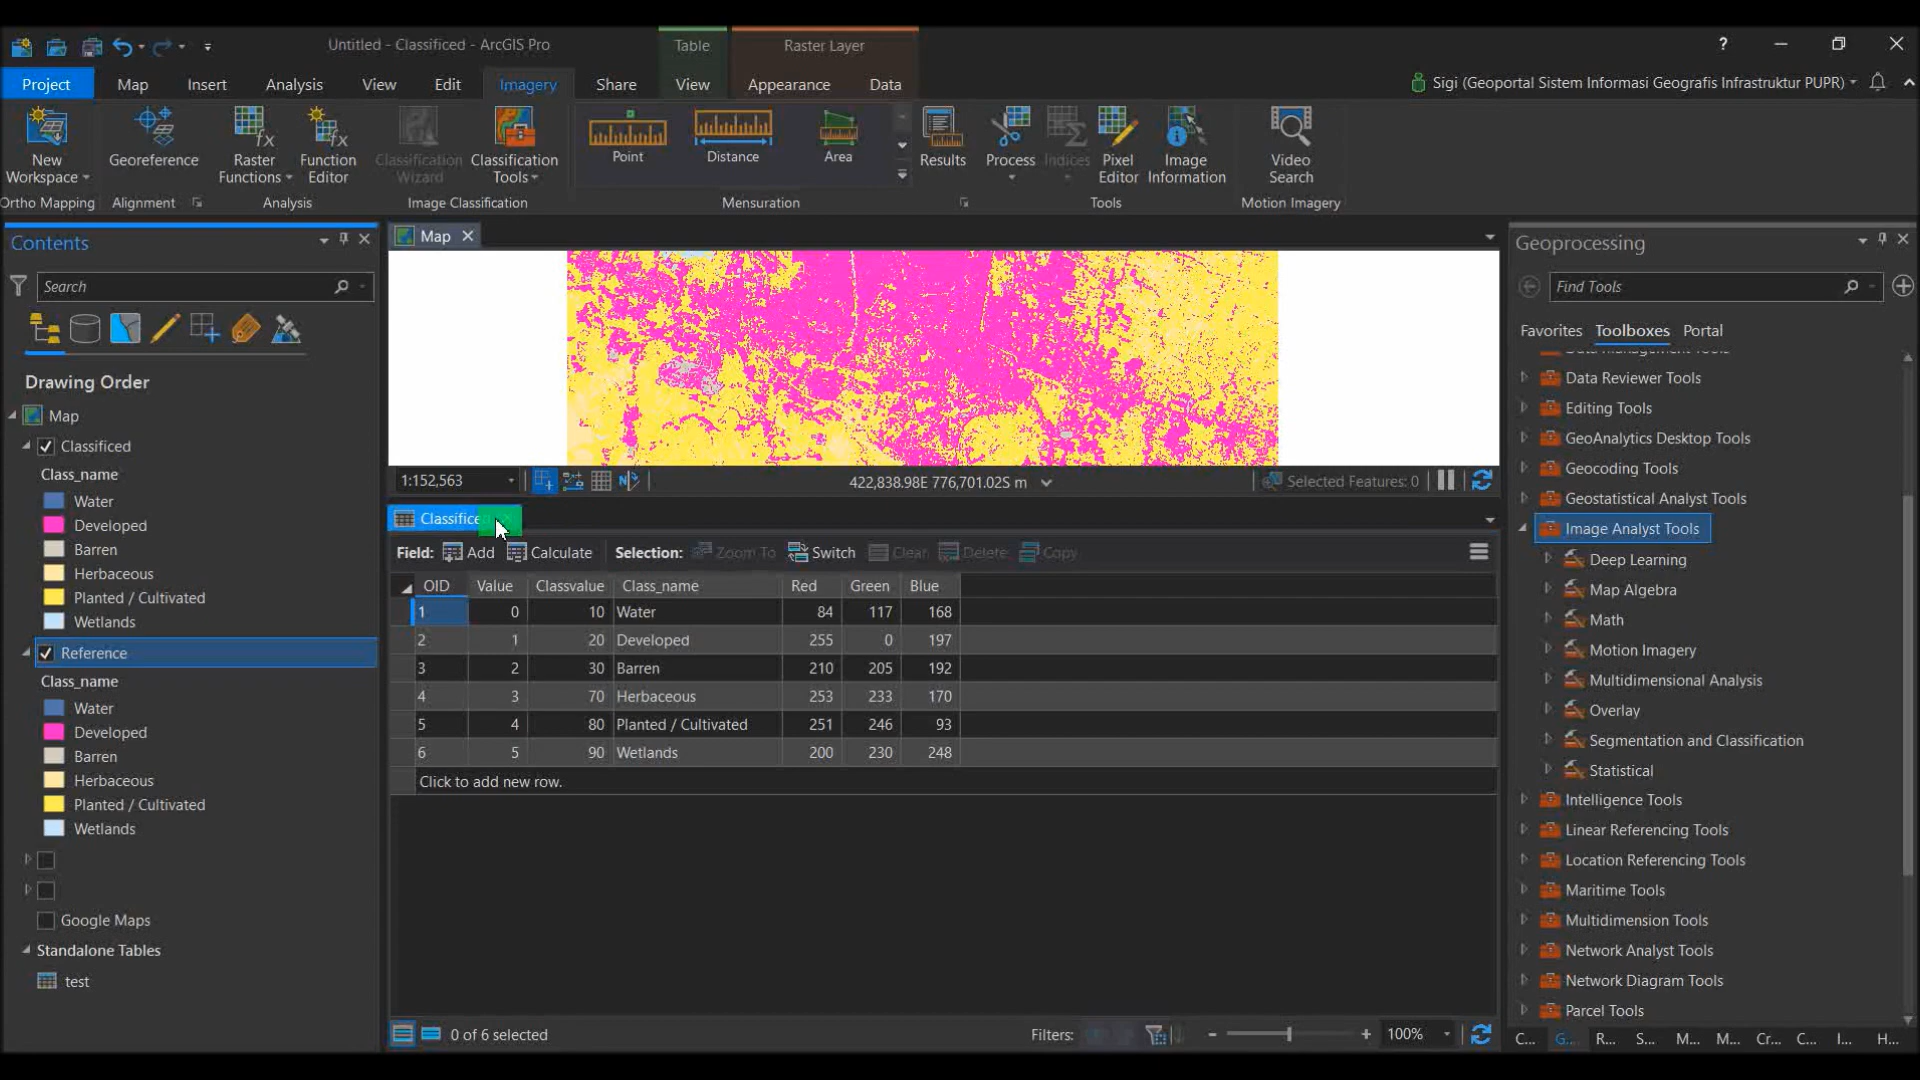 Untitled - Classificed - ArcGIS Pro
Table
Raster Layer
?
Project
Map
Insert
Analysis
View
Edit
Imagery
Share
View
Appearance
Data
Sigi (Geoportal Sistem Informasi Geografis Infrastruktur PUPR)
New Workspace
Georeference
Raster Functions
Function Editor
Classification Wizard
Classification Tools
Point
Distance
Area
Results
Process
Indices
Pixel Editor
Image Information
Video Search
Ortho Mapping
Alignment
Analysis
Image Classification
Mensuration
Tools
Motion Imagery
Contents
Search
Drawing Order
Map
Classificed
Class_name
Water
Developed
Barren
Herbaceous
Planted / Cultivated
Wetlands
Reference
Class_name
Water
Developed
Barren
Herbaceous
Planted / Cultivated
Wetlands
Google Maps
Standalone Tables
test
Map
1:152,563
422,838.98E 776,701.02S m
Selected Features: 0
Field: Add Calculate Selection: Zoom To Switch Clear Delete Copy
OID Value Classvalue Class_name Red Green Blue
1 0 10 Water 84 117 168
2 1 20 Developed 255 0 197
3 2 30 Barren 210 205 192
4 3 70 Herbaceous 253 233 170
5 4 80 Planted / Cultivated 251 246 93
6 5 90 Wetlands 200 230 248
Click to add new row.
0 of 6 selected
Filters:
- + 100%
Geoprocessing
Find Tools
Favorites Toolboxes Portal
Data Reviewer Tools
Editing Tools
GeoAnalytics Desktop Tools
Geocoding Tools
Geostatistical Analyst Tools
Image Analyst Tools
Deep Learning
Map Algebra
Math
Motion Imagery
Multidimensional Analysis
Overlay
Segmentation and Classification
Statistical
Intelligence Tools
Linear Referencing Tools
Location Referencing Tools
Maritime Tools
Multidimension Tools
Network Analyst Tools
Network Diagram Tools
Parcel Tools
C... G... R... S... M... M... Cr... C... I... H...